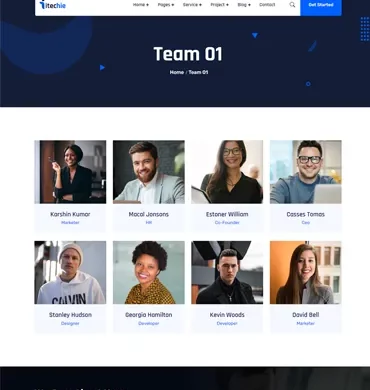 itechie
Home + Pages + Service + Project + Blog + Contact Get Started
Team 01
Home : Team 01
Karshin Kumar Macal Jonsons Estoner William Casses Tomas
Marketer HR Co-Founder Ceo
CALVIN
Stanley Hudson Georgia Hamilton Kevin Woods David Bell
Designer Developer Developer Marketer